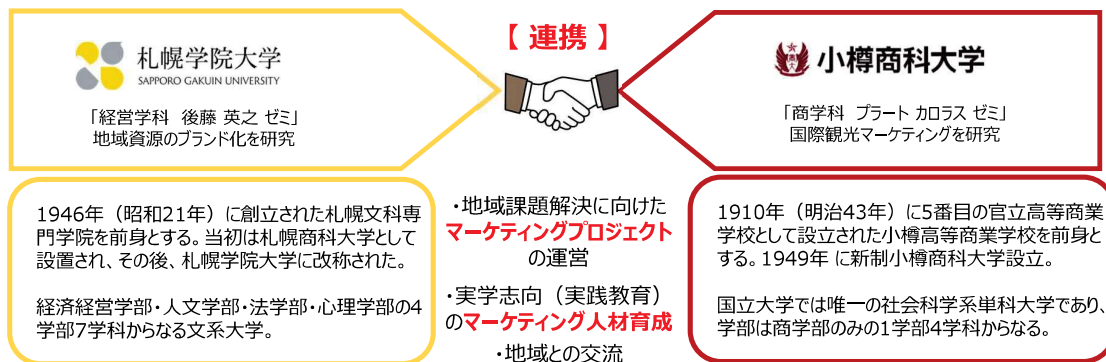 【 連携 】
札幌学院大学
SAPPORO GAKUIN UNIVERSITY
「経営学科 後藤 英之 ゼミ」
地域資源のブランド化を研究
小樽商科大学
「商学科 プラート カロラス ゼミ」
国際観光マーケティングを研究
1946年（昭和21年）に創立された札幌文科専
門学院を前身とする。当初は札幌商科大学として
設置され、その後、札幌学院大学に改称された。
経済経営学部・人文学部・法学部・心理学部の4
学部7学科からなる文系大学。
・地域課題解決に向けた
マーケティングプロジェクト
の運営
・実学志向（実践教育）
のマーケティング人材育成
・地域との交流
1910年（明治43年）に5番目の官立高等商業
学校として設立された小樽高等商業学校を前身と
する。1949年 に新制小樽商科大学設立。
国立大学では唯一の社会科学系単科大学であり、
学部は商学部のみの1学部4学科からなる。